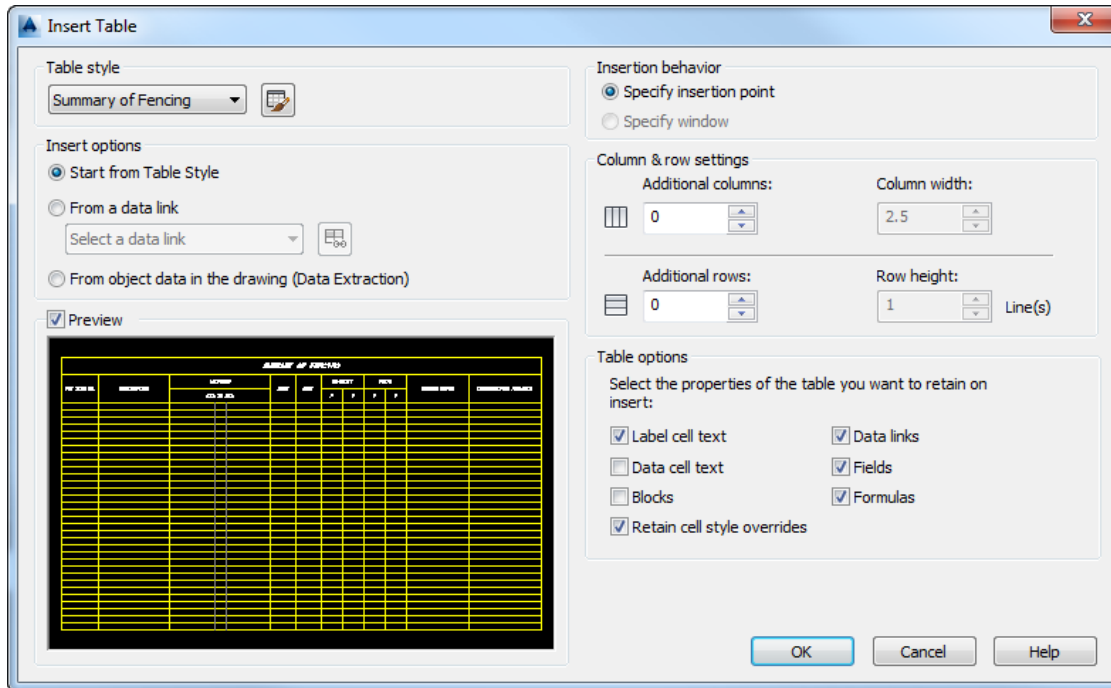 Insert Table
Table style
Summary of Fencing
Insert options
Start from Table Style
From a data link
Select a data link
From object data in the drawing (Data Extraction)
Preview
Insertion behavior
Specify insertion point
Specify window
Column & row settings
Additional columns:
Column width:
0
2.5
Additional rows:
Row height:
0
1
Line(s)
Table options
Select the properties of the table you want to retain on
insert:
Label cell text
Data links
Data cell text
Fields
Blocks
Formulas
Retain cell style overrides
OK
Cancel
Help